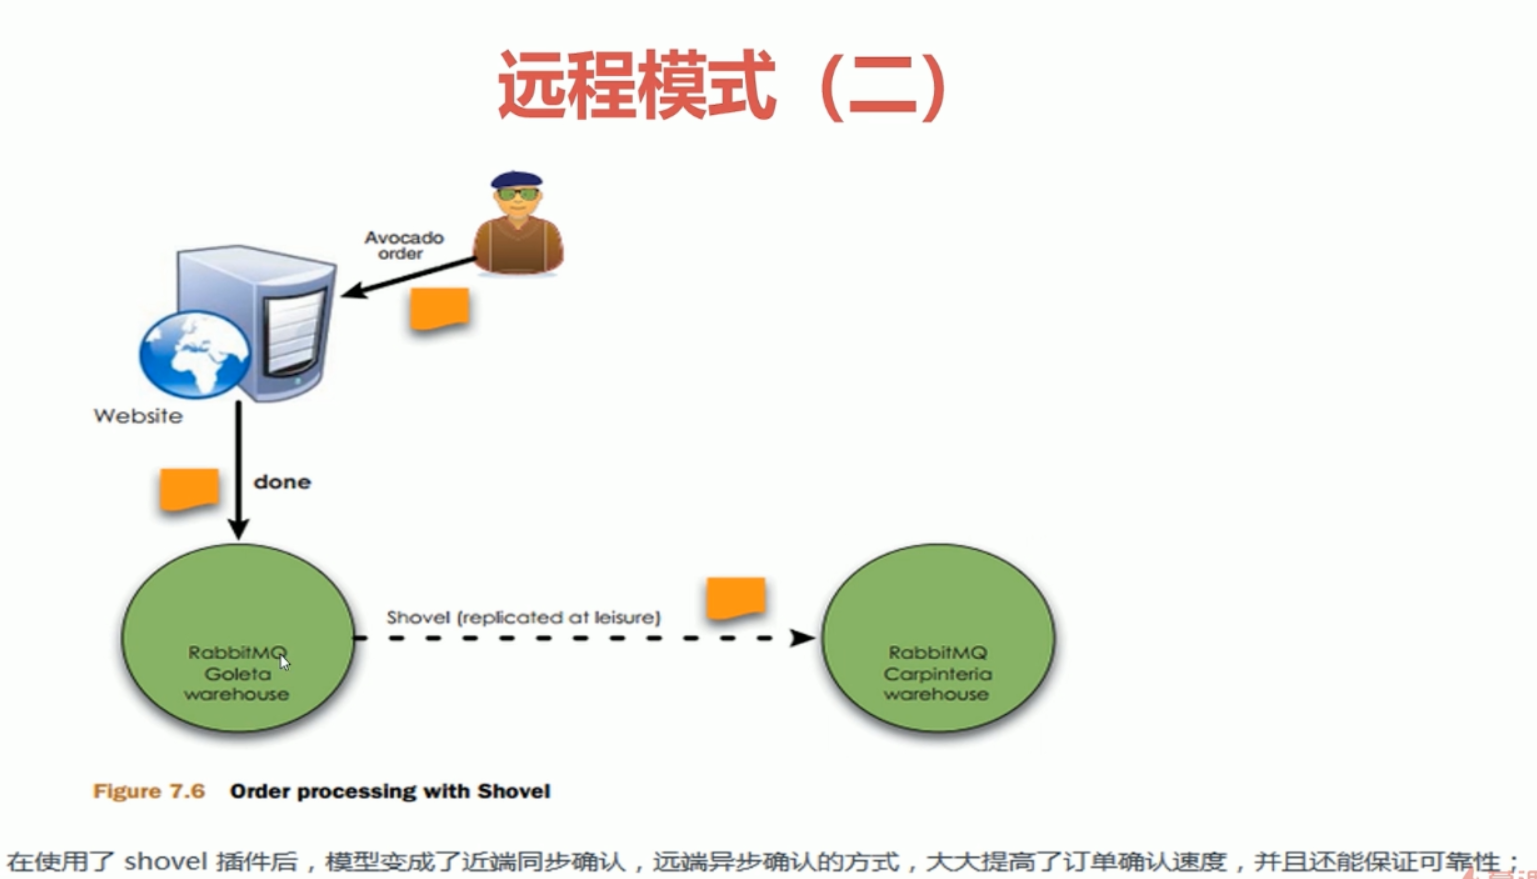 远程模式（二）
Avocado
order
Website
done
Shovel (replicated at leisure)
RabbitMQ
Goleta
warehouse
RabbitMQ
Carpinteria
warehouse
Figure 7.6 Order processing with Shovel
在使用了 shovel 插件后，模型变成了近端同步确认，远端异步确认的方式，大大提高了订单确认速度，并且还能保证可靠性；